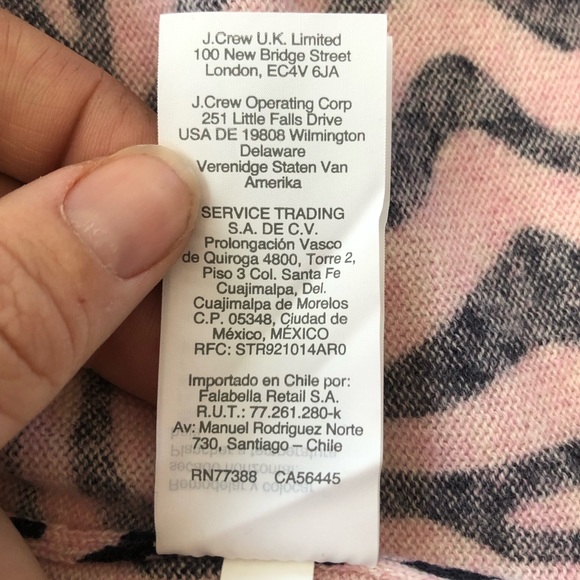 J.Crew U.K. Limited
100 New Bridge Street
London, EC4V 6JA
J.Crew Operating Corp
251 Little Falls Drive
USA DE 19808 Wilmington
Delaware
Verenidge Staten Van
Amerika
SERVICE TRADING
S.A. DE C.V.
Prolongación Vasco
de Quiroga 4800, Torre 2,
Piso 3 Col. Santa Fe
Cuajimalpa, Del.
Cuajimalpa de Morelos
C.P. 05348, Ciudad de
México, MÉXICO
RFC: STR921014AR0
Importado en Chile por:
Falabella Retail S.A.
R.U.T.: 77.261.280-k
Av: Manuel Rodriguez Norte
730, Santiago – Chile
RN77388 CA56445